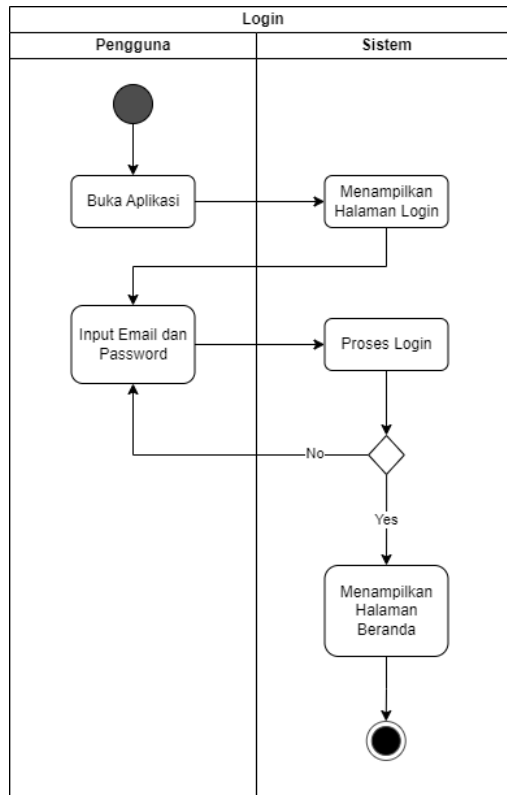 Login
Pengguna
Sistem
Buka Aplikasi
Menampilkan
Halaman Login
Input Email dan
Password
Proses Login
No
Yes
Menampilkan
Halaman
Beranda